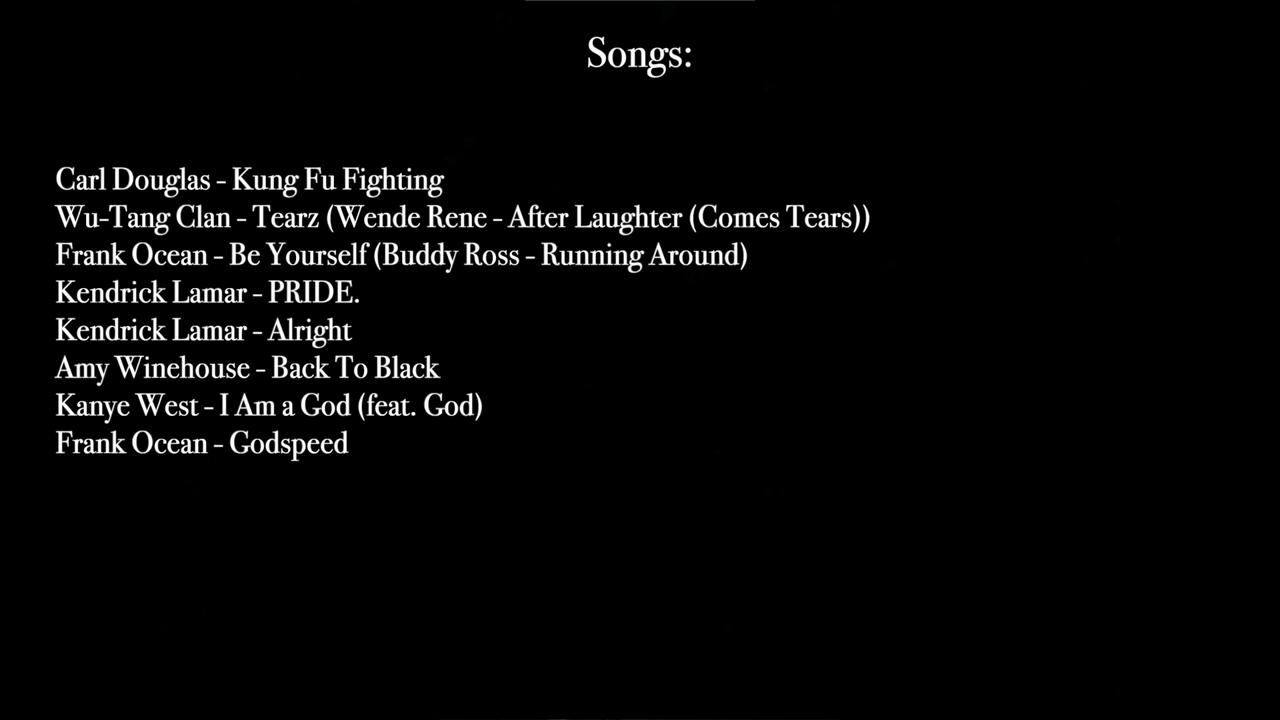 Songs:
Carl Douglas - Kung Fu Fighting
Wu-Tang Clan - Tearz (Wende Rene - After Laughter (Comes Tears))
Frank Ocean - Be Yourself (Buddy Ross - Running Around)
Kendrick Lamar - PRIDE.
Kendrick Lamar - Alright
Amy Winehouse - Back To Black
Kanye West - I Am a God (feat. God)
Frank Ocean - Godspeed